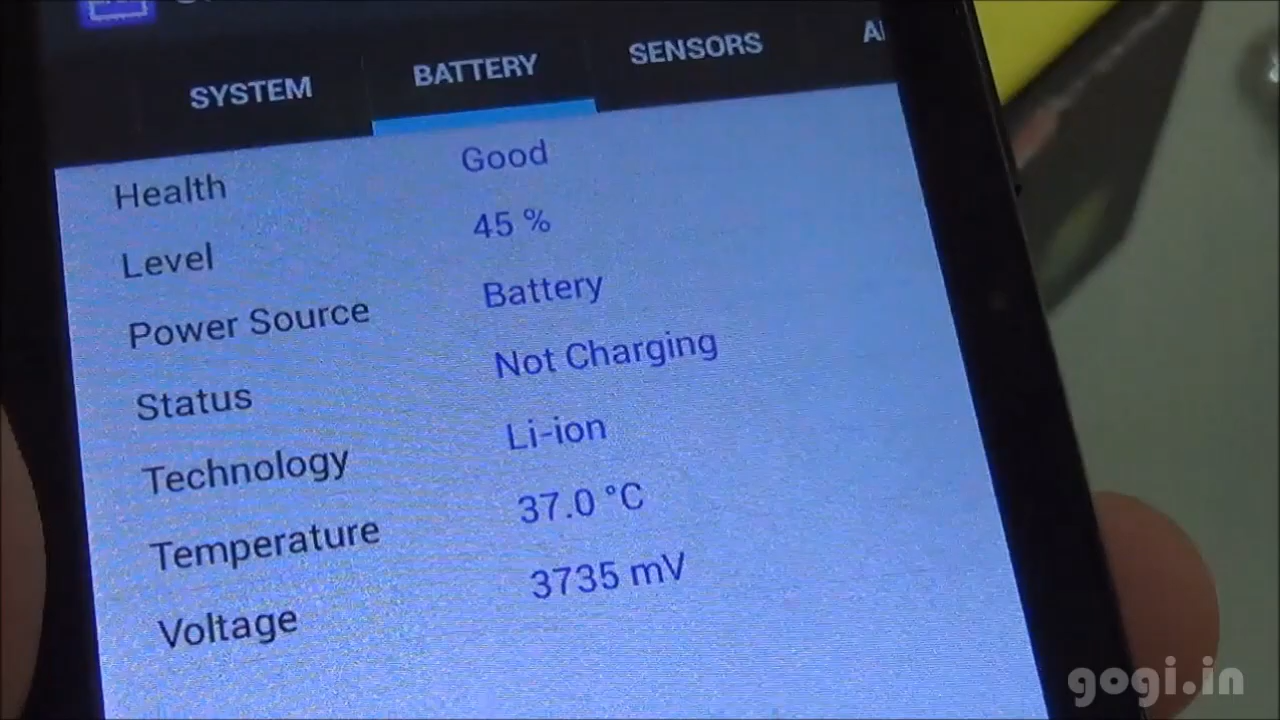 SYSTEM BATTERY SENSORS
Health Good
Level 45 %
Power Source Battery
Status Not Charging
Technology Li-ion
Temperature 37.0 °C
Voltage 3735 mV
gogi.in